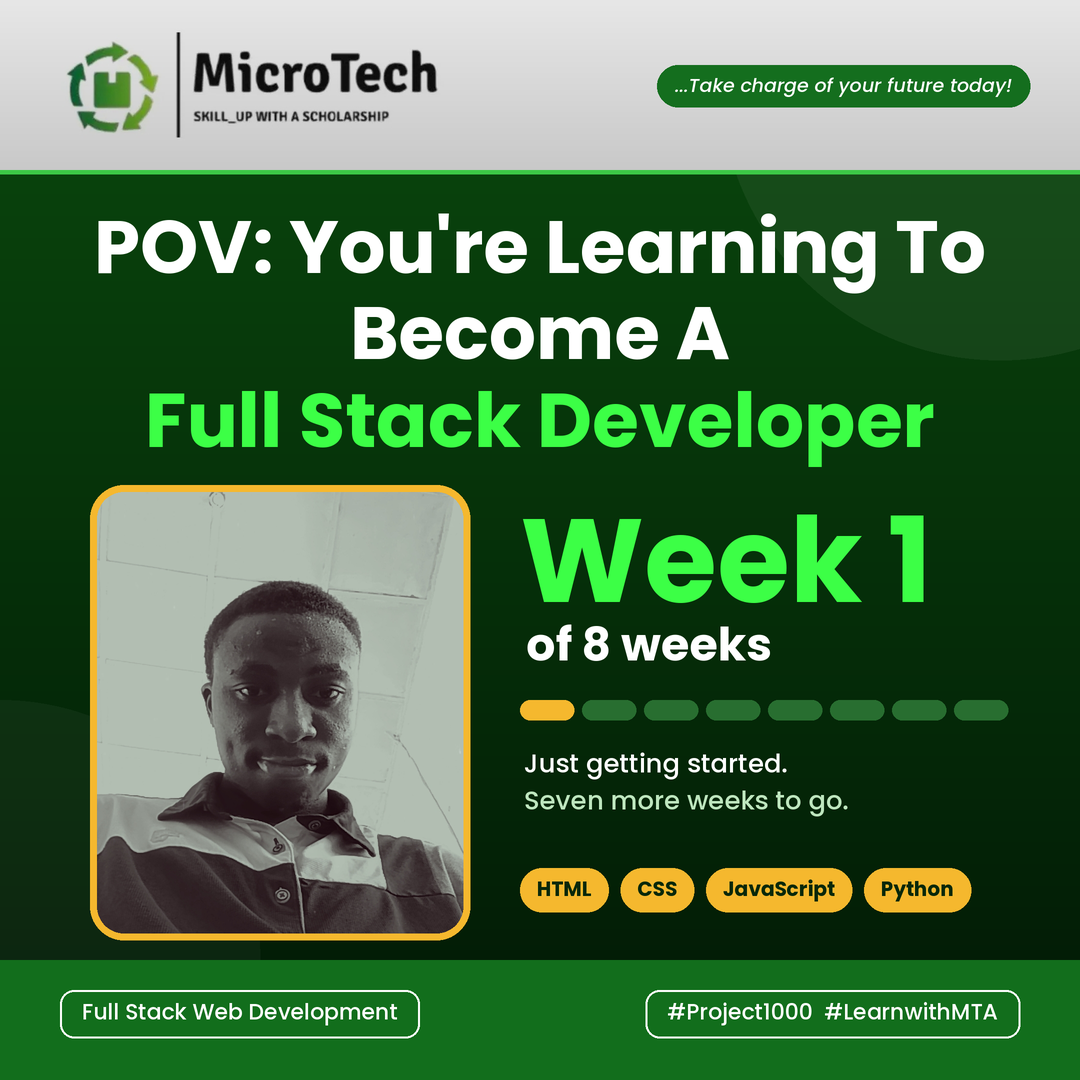 MicroTech
SKILL_UP WITH A SCHOLARSHIP
...Take charge of your future today!
POV: You're Learning To
Become A
Full Stack Developer
Week 1
of 8 weeks
Just getting started.
Seven more weeks to go.
HTML CSS JavaScript Python
Full Stack Web Development
#Project1000 #LearnwithMTA